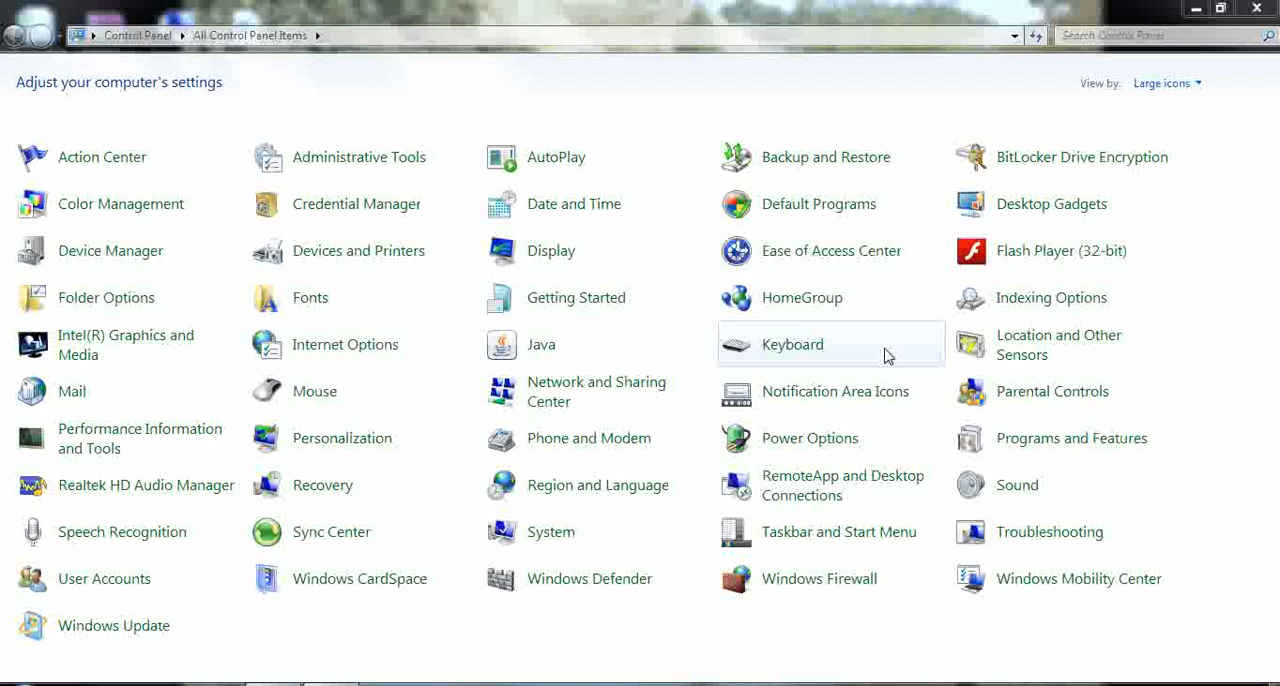 Control Panel All Control Panel Items Search Control Panel
Adjust your computer's settings View by: Large icons
Action Center Administrative Tools AutoPlay Backup and Restore BitLocker Drive Encryption
Color Management Credential Manager Date and Time Default Programs Desktop Gadgets
Device Manager Devices and Printers Display Ease of Access Center Flash Player (32-bit)
Folder Options Fonts Getting Started HomeGroup Indexing Options
Intel(R) Graphics and
Media
Internet Options Java Keyboard
Location and Other
Sensors
Mail Mouse
Network and Sharing
Center
Notification Area Icons Parental Controls
Performance Information
and Tools
Personalization Phone and Modem Power Options Programs and Features
Realtek HD Audio Manager Recovery Region and Language
RemoteApp and Desktop
Connections
Sound
Speech Recognition Sync Center System Taskbar and Start Menu Troubleshooting
User Accounts Windows CardSpace Windows Defender Windows Firewall Windows Mobility Center
Windows Update